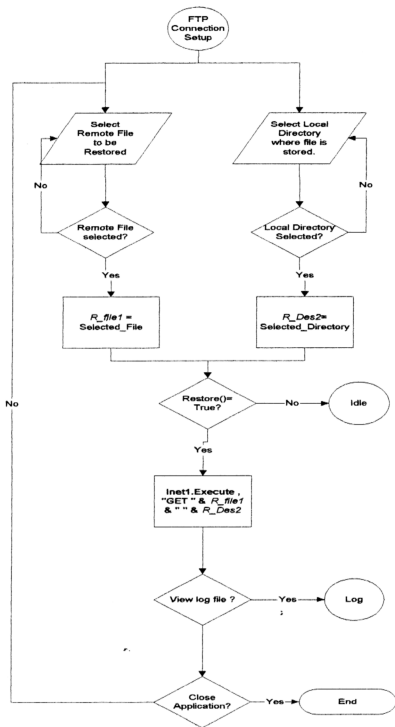 FTP
Connection
Setup
Select
Remote File
to be
Restored
Select Local
Directory
where file is
stored.
No
No
Remote File
selected?
Local Directory
Selected?
Yes
Yes
R_file1 =
Selected_File
R_Des2=
Selected_Directory
No
Restore()=
True?
No
Idle
Yes
Inet1.Execute ,
"GET " & R_file1
& " " & R_Des2
View log file ?
Yes
Log
Close
Application?
Yes
End